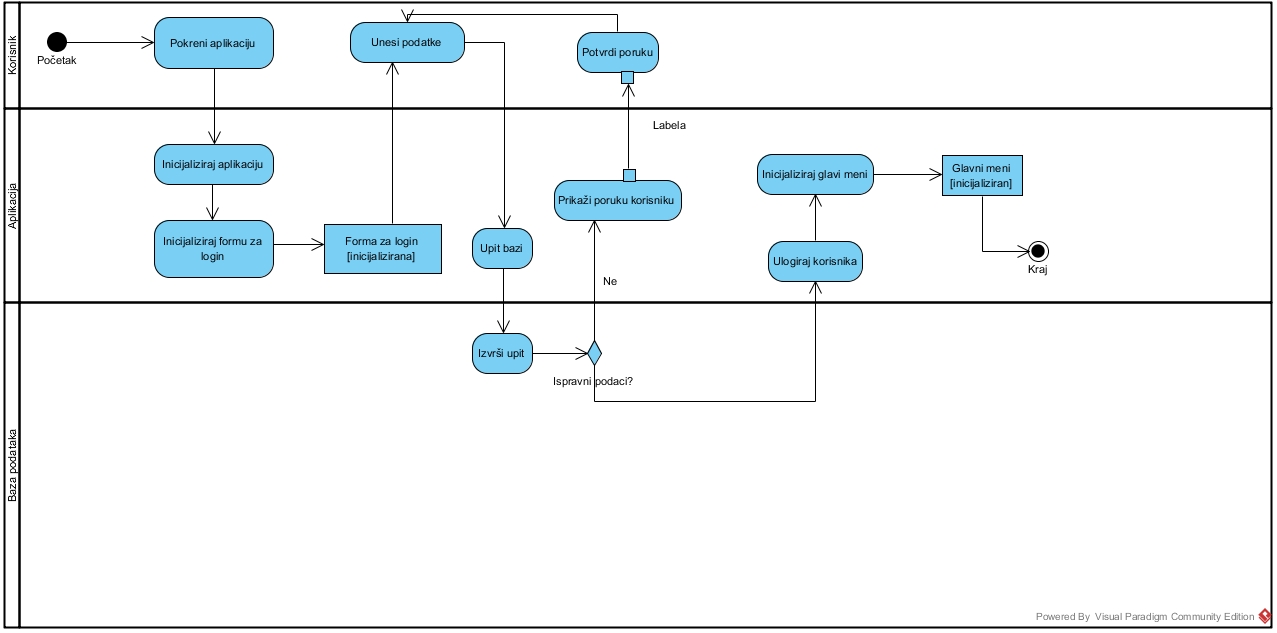 Korisnik
Početak
Pokreni aplikaciju
Unesi podatke
Potvrdi poruku
Aplikacija
Labela
Inicijaliziraj aplikaciju
Inicijaliziraj formu za
login
Forma za login
[inicijalizirana]
Upit bazi
Prikaži poruku korisniku
Ne
Inicijaliziraj glavi meni
Glavni meni
[inicijaliziran]
Ulogiraj korisnika
Kraj
Baza podataka
Izvrši upit
Ispravni podaci?
Powered By Visual Paradigm Community Edition